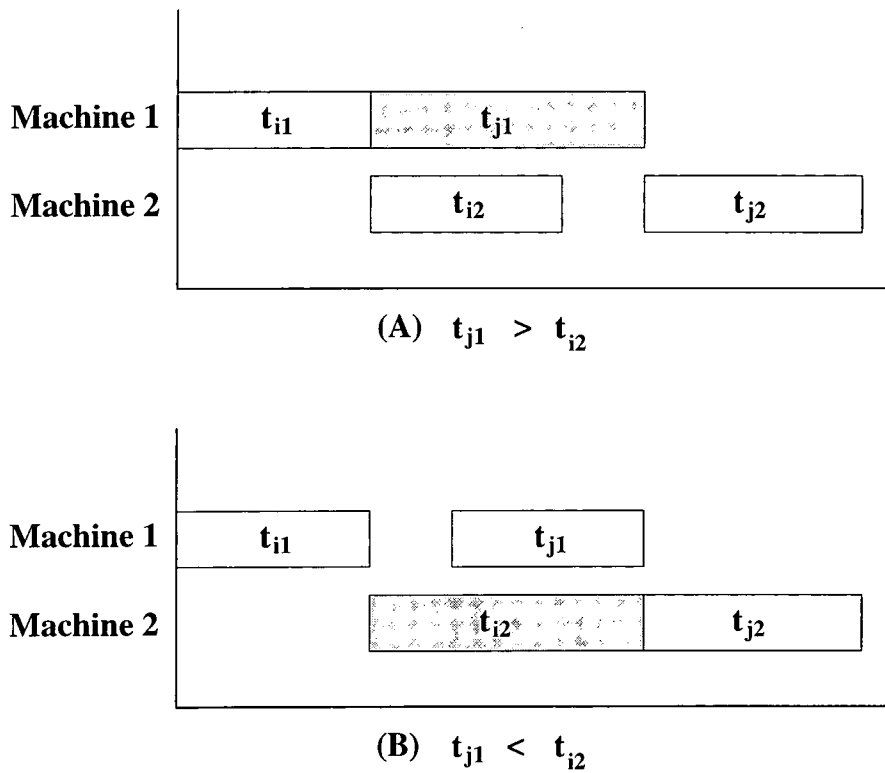 Machine 1 t_i1 t_j1
Machine 2 t_i2 t_j2
(A) t_j1 > t_i2
Machine 1 t_i1 t_j1
Machine 2 t_i2 t_j2
(B) t_j1 < t_i2